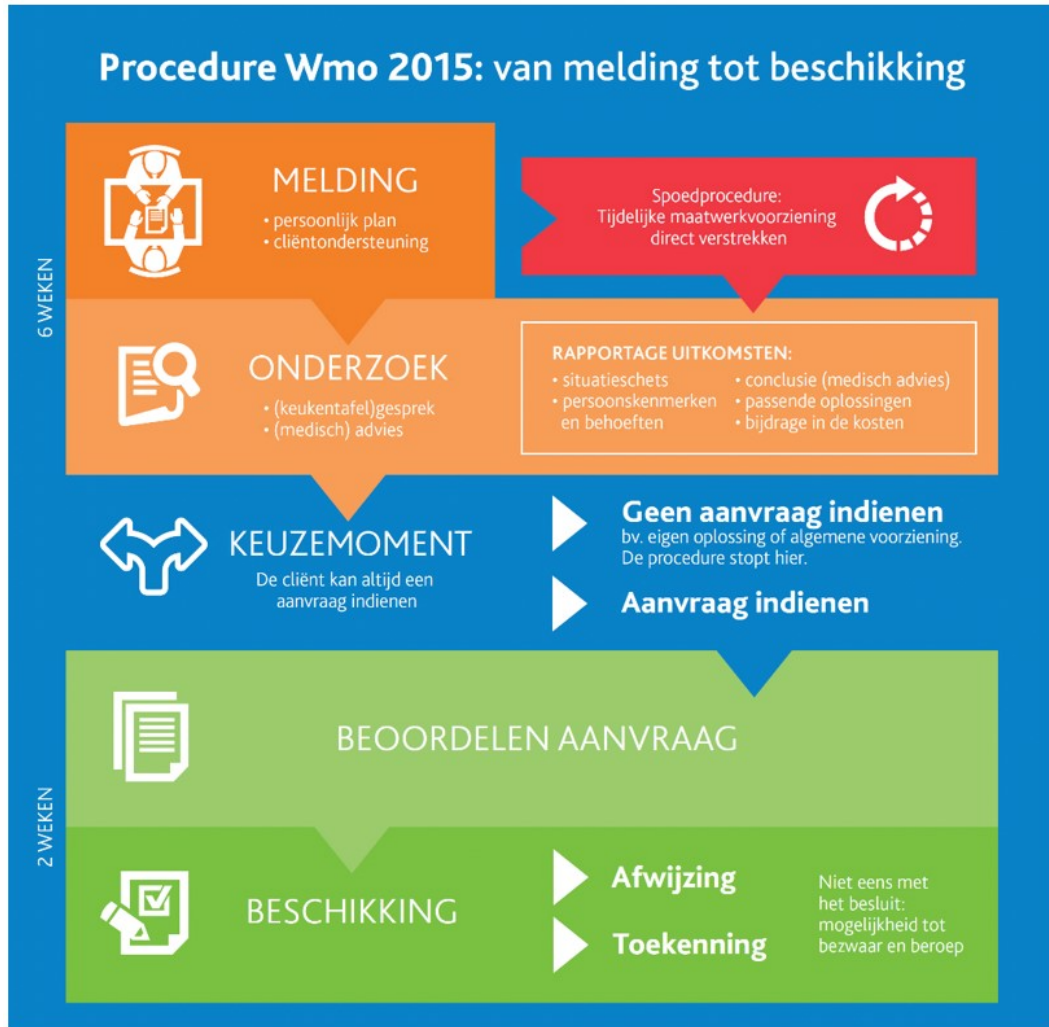 Procedure Wmo 2015: van melding tot beschikking
6 WEKEN
MELDING
• persoonlijk plan
• cliëntondersteuning
Spoedprocedure:
Tijdelijke maatwerkvoorziening
direct verstrekken
ONDERZOEK
• (keukentafel)gesprek
• (medisch) advies
RAPPORTAGE UITKOMSTEN:
• situatieschets
• persoonskenmerken
en behoeften
• conclusie (medisch advies)
• passende oplossingen
• bijdrage in de kosten
KEUZEMOMENT
De cliënt kan altijd een
aanvraag indienen
Geen aanvraag indienen
bv. eigen oplossing of algemene voorziening.
De procedure stopt hier.
Aanvraag indienen
2 WEKEN
BEOORDELEN AANVRAAG
BESCHIKKING
Afwijzing
Toekenning
Niet eens met
het besluit:
mogelijkheid tot
bezwaar en beroep